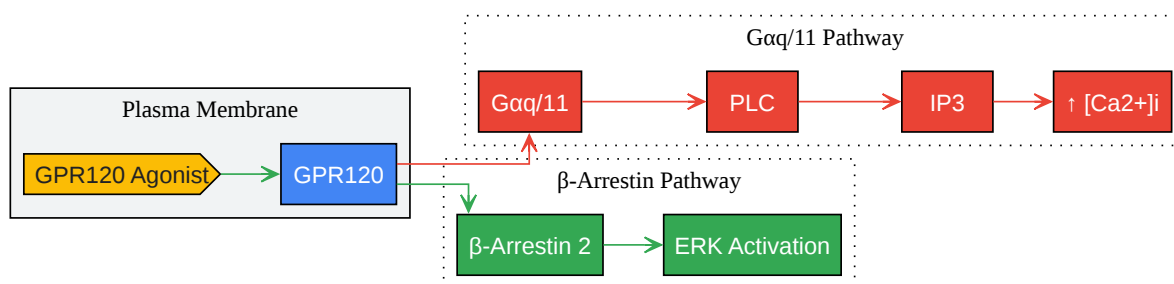 Gαq/11 Pathway
Gαq/11
PLC
IP3
↑ [Ca2+]i
Plasma Membrane
GPR120 Agonist
GPR120
β-Arrestin Pathway
β-Arrestin 2
ERK Activation